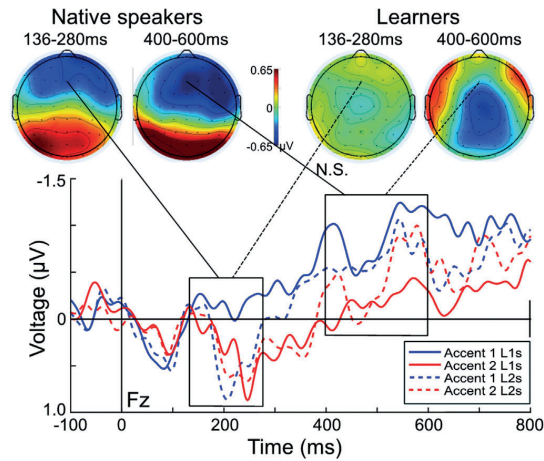 Native speakers
Learners
136-280ms
400-600ms
136-280ms
400-600ms
0.65
0
-0.65
μV
N.S.
-1.5
Voltage (μV)
0
1.0
Fz
Accent 1 L1s
Accent 2 L1s
Accent 1 L2s
Accent 2 L2s
-100
0
200
400
600
800
Time (ms)